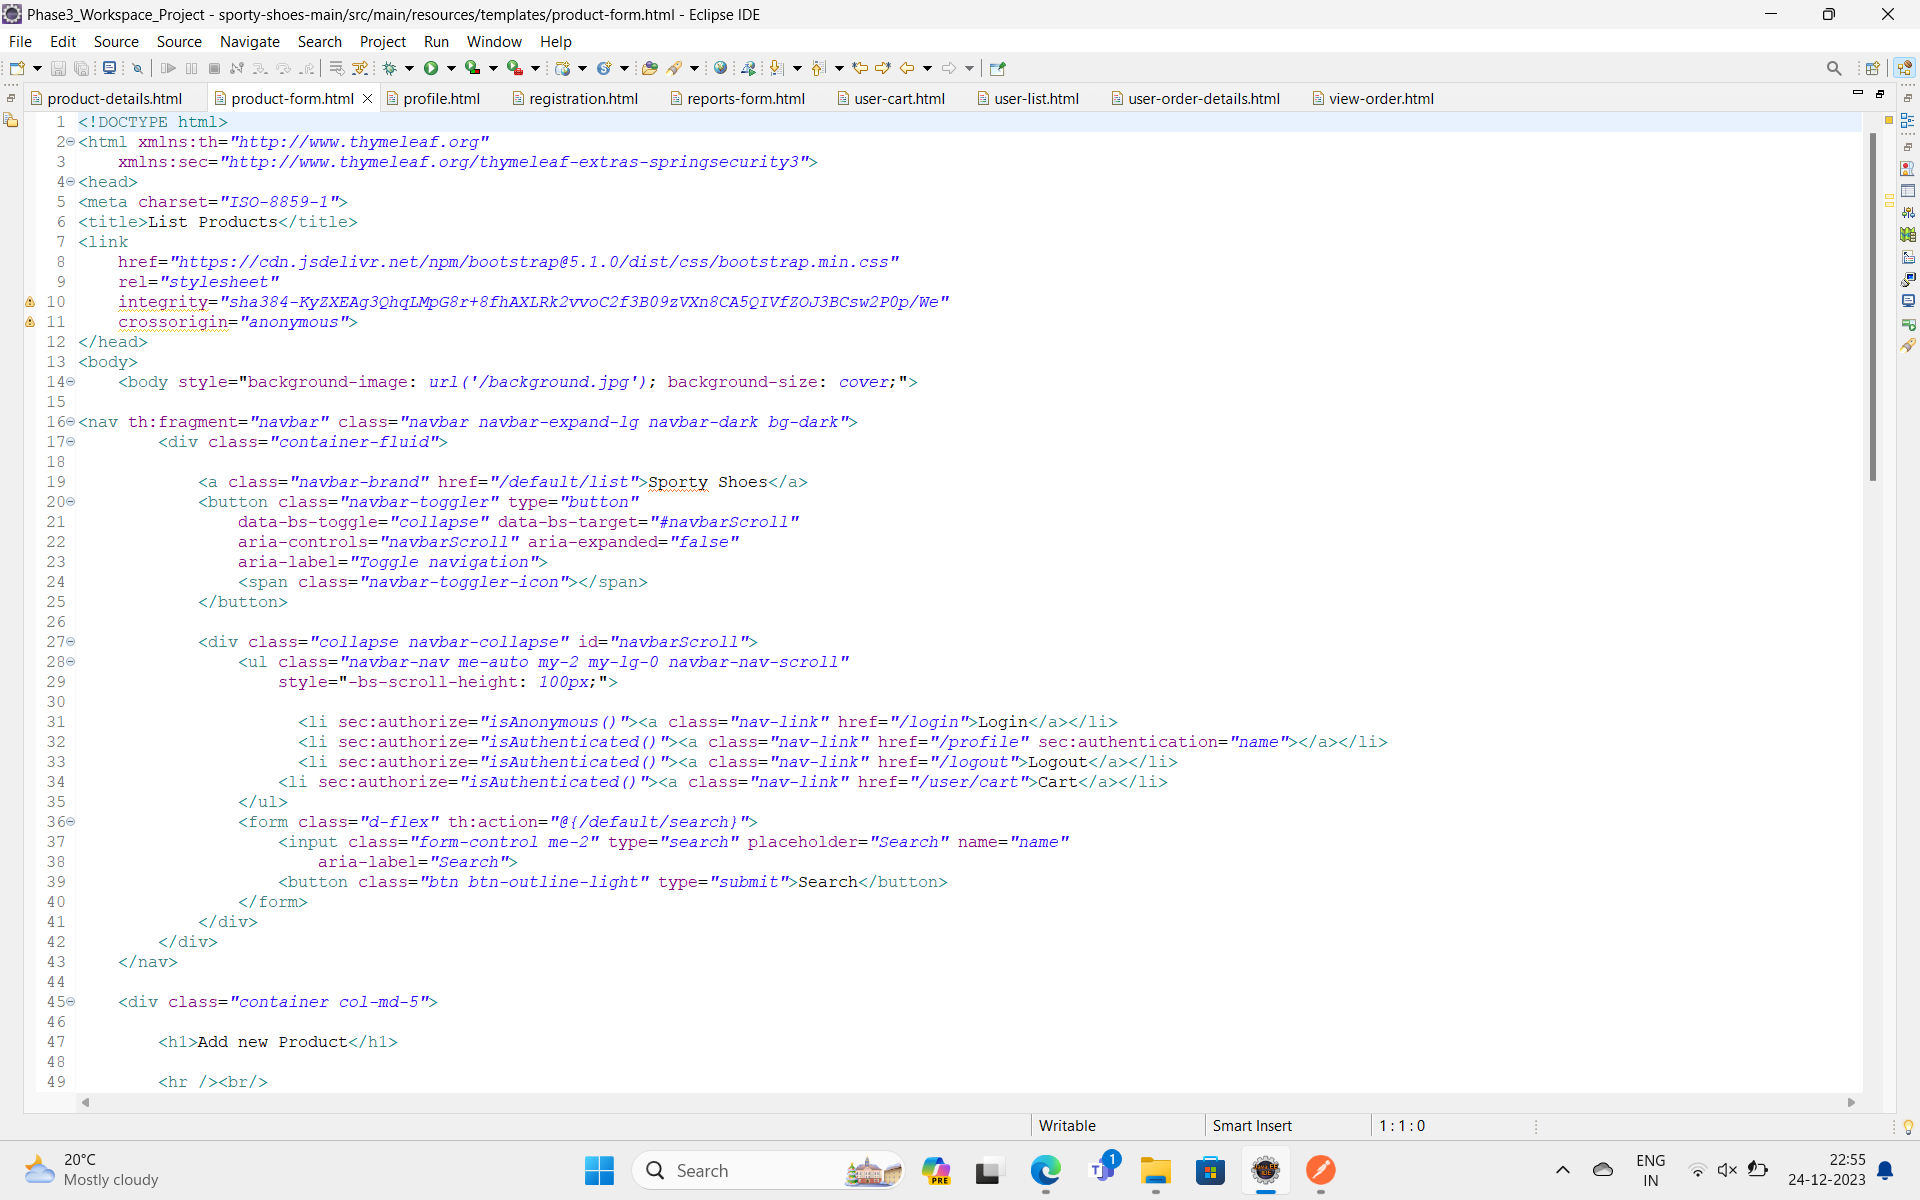 Phase3_Workspace_Project - sporty-shoes-main/src/main/resources/templates/product-form.html - Eclipse IDE
File Edit Source Source Navigate Search Project Run Window Help
product-details.html product-form.html profile.html registration.html reports-form.html user-cart.html user-list.html user-order-details.html view-order.html
1 <!DOCTYPE html>
2 <html xmlns:th="http://www.thymeleaf.org"
3 xmlns:sec="http://www.thymeleaf.org/thymeleaf-extras-springsecurity3">
4 <head>
5 <meta charset="ISO-8859-1">
6 <title>List Products</title>
7 <link
8 href="https://cdn.jsdelivr.net/npm/bootstrap@5.1.0/dist/css/bootstrap.min.css"
9 rel="stylesheet"
10 integrity="sha384-KyZXEAg3QhqLMpG8r+8fhAXLRk2vvoC2f3B09zVXn8CA5QIVfZOJ3BCsw2P0p/We"
11 crossorigin="anonymous">
12 </head>
13 <body>
14 <body style="background-image: url('/background.jpg'); background-size: cover;">
15
16 <nav th:fragment="navbar" class="navbar navbar-expand-lg navbar-dark bg-dark">
17 <div class="container-fluid">
18
19 <a class="navbar-brand" href="/default/list">Sporty Shoes</a>
20 <button class="navbar-toggler" type="button"
21 data-bs-toggle="collapse" data-bs-target="#navbarScroll"
22 aria-controls="navbarScroll" aria-expanded="false"
23 aria-label="Toggle navigation">
24 <span class="navbar-toggler-icon"></span>
25 </button>
26
27 <div class="collapse navbar-collapse" id="navbarScroll">
28 <ul class="navbar-nav me-auto my-2 my-lg-0 navbar-nav-scroll"
29 style="-bs-scroll-height: 100px;">
30
31 <li sec:authorize="isAnonymous()"><a class="nav-link" href="/login">Login</a></li>
32 <li sec:authorize="isAuthenticated()"><a class="nav-link" href="/profile" sec:authentication="name"></a></li>
33 <li sec:authorize="isAuthenticated()"><a class="nav-link" href="/logout">Logout</a></li>
34 <li sec:authorize="isAuthenticated()"><a class="nav-link" href="/user/cart">Cart</a></li>
35 </ul>
36 <form class="d-flex" th:action="@{/default/search}">
37 <input class="form-control me-2" type="search" placeholder="Search" name="name"
38 aria-label="Search">
39 <button class="btn btn-outline-light" type="submit">Search</button>
40 </form>
41 </div>
42 </div>
43 </nav>
44
45 <div class="container col-md-5">
46
47 <h1>Add new Product</h1>
48
49 <hr /><br/>
Writable Smart Insert 1 : 1 : 0
20°C
Mostly cloudy
Search
PRE
1
ENG
IN
22:55
24-12-2023